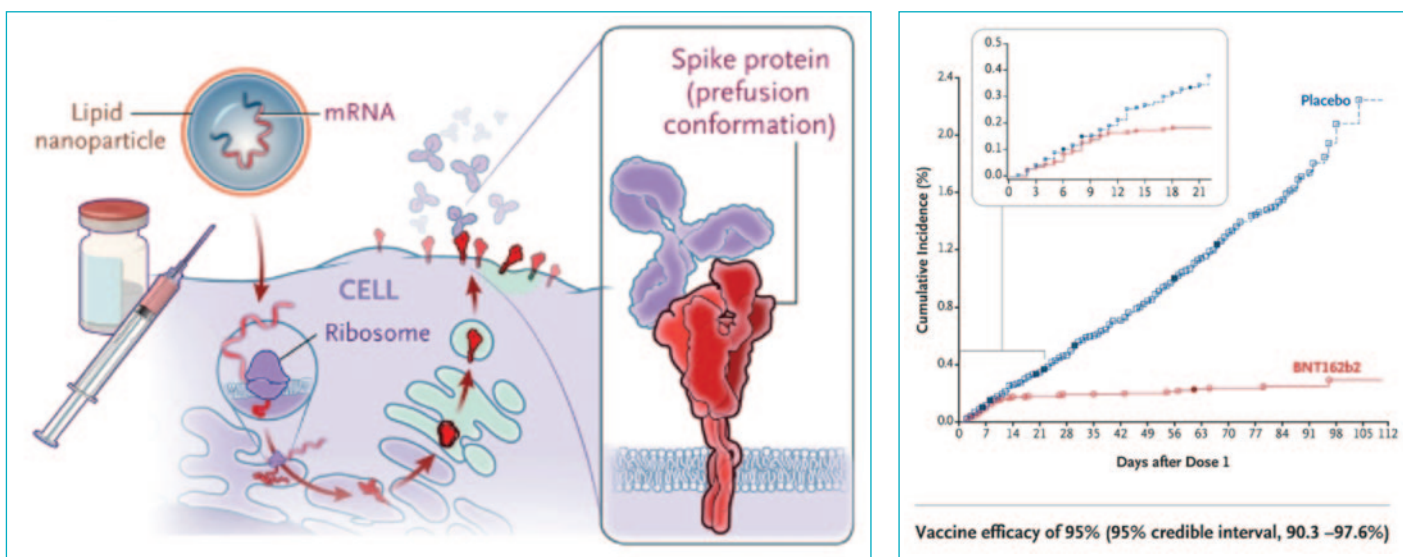 Lipid
nanoparticle
mRNA
Spike protein
(prefusion
conformation)
CELL
Ribosome
0.5
0.4
0.3
0.2
0.1
0.0
0 3 6 9 12 15 18 21
Cumulative Incidence (%)
2.4
2.0
1.6
1.2
0.8
0.4
0.0
Placebo
BNT162b2
0 7 14 21 28 35 42 49 56 63 70 77 84 91 98 105 112
Days after Dose 1
Vaccine efficacy of 95% (95% credible interval, 90.3 –97.6%)